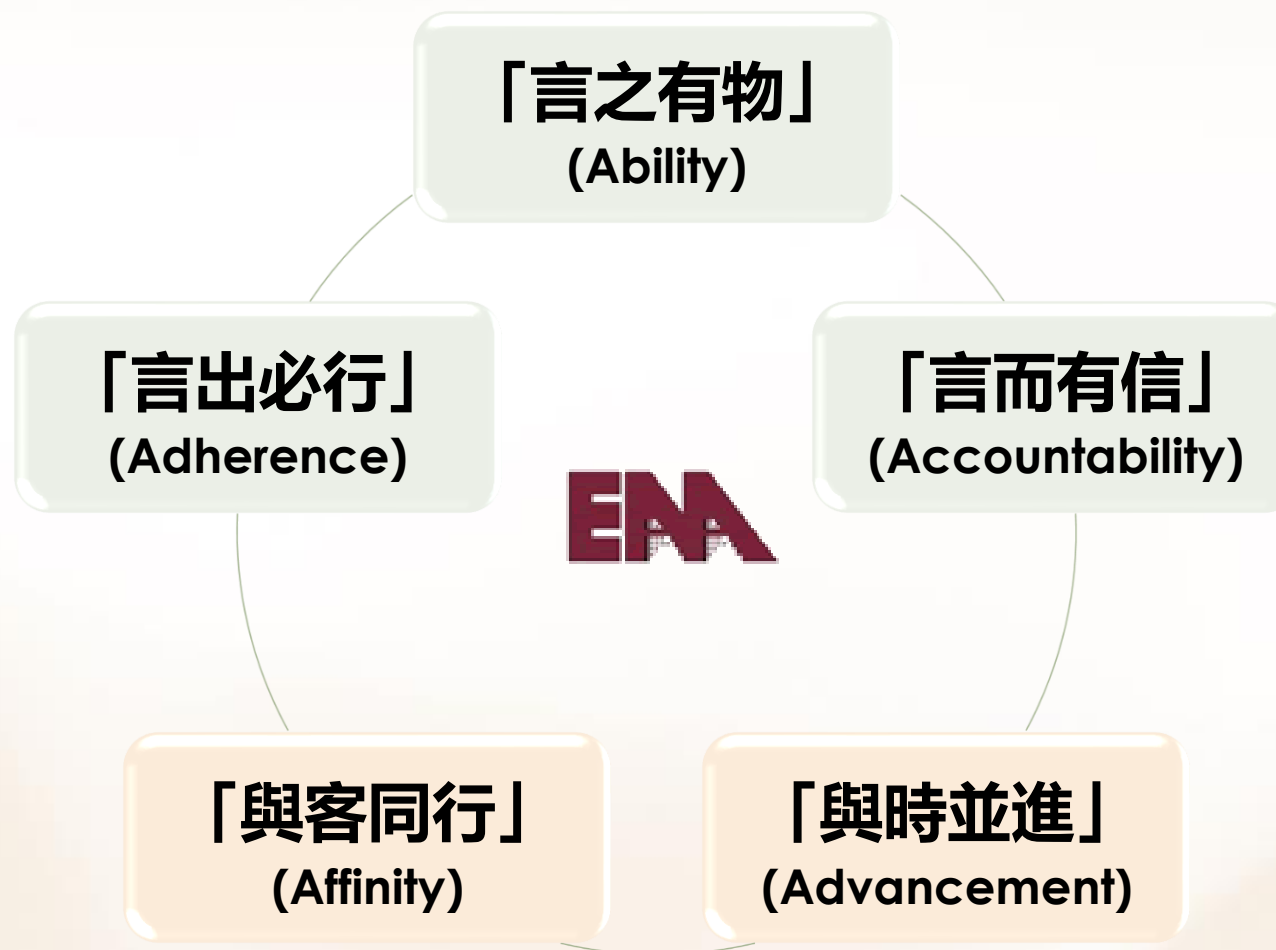 「言之有物」
(Ability)
「言出必行」
(Adherence)
「言而有信」
(Accountability)
EAA
「與客同行」
(Affinity)
「與時並進」
(Advancement)